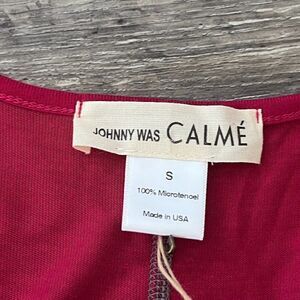 JOHNNY WAS CALMÉ
S
100% Microtencel
Made in USA